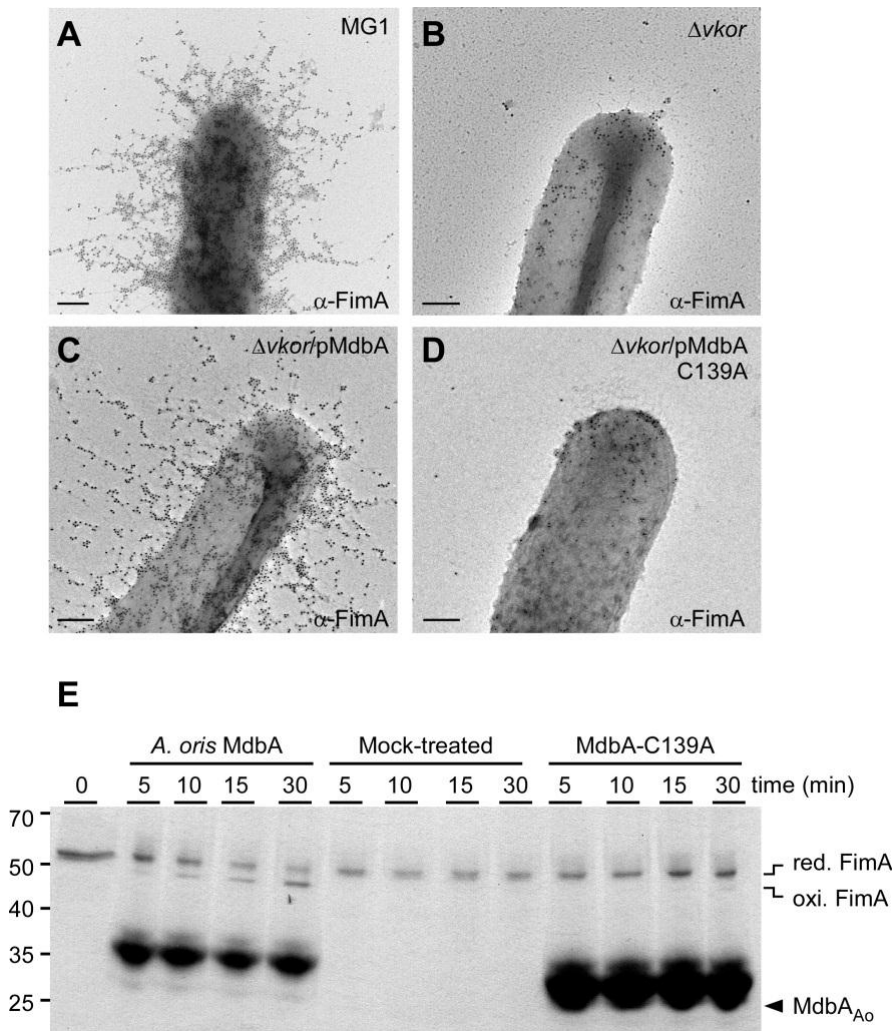 A
MG1
α-FimA
B
Δvkor
α-FimA
C
Δvkor/pMdbA
α-FimA
D
Δvkor/pMdbA
C139A
α-FimA
E
A. oris MdbA Mock-treated MdbA-C139A
0 5 10 15 30 5 10 15 30 5 10 15 30 time (min)
70
50
40
35
25
red. FimA
oxi. FimA
MdbAAo